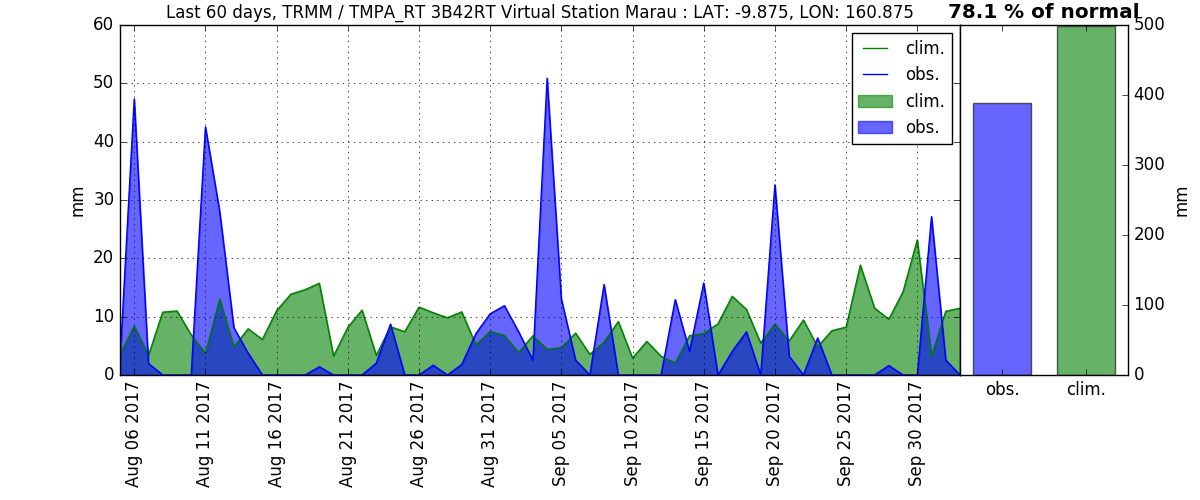 Last 60 days, TRMM / TMPA_RT 3B42RT Virtual Station Marau : LAT: -9.875, LON: 160.875
78.1 % of normal
60
50
40
30
20
10
0
mm
clim.
obs.
clim.
obs.
Aug 06 2017
Aug 11 2017
Aug 16 2017
Aug 21 2017
Aug 26 2017
Aug 31 2017
Sep 05 2017
Sep 10 2017
Sep 15 2017
Sep 20 2017
Sep 25 2017
Sep 30 2017
obs.
clim.
500
400
300
200
100
0
mm